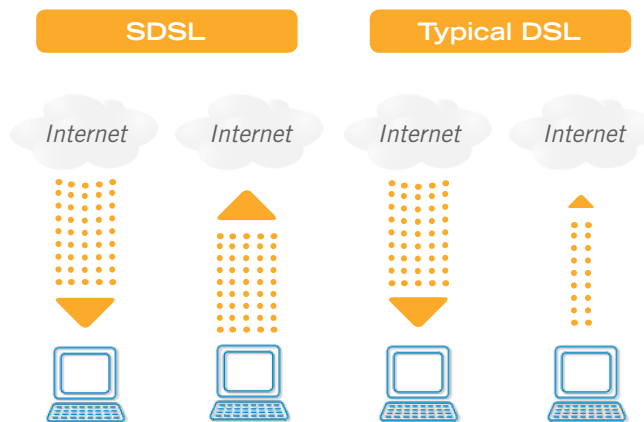 SDSL
Typical DSL
Internet
Internet
Internet
Internet